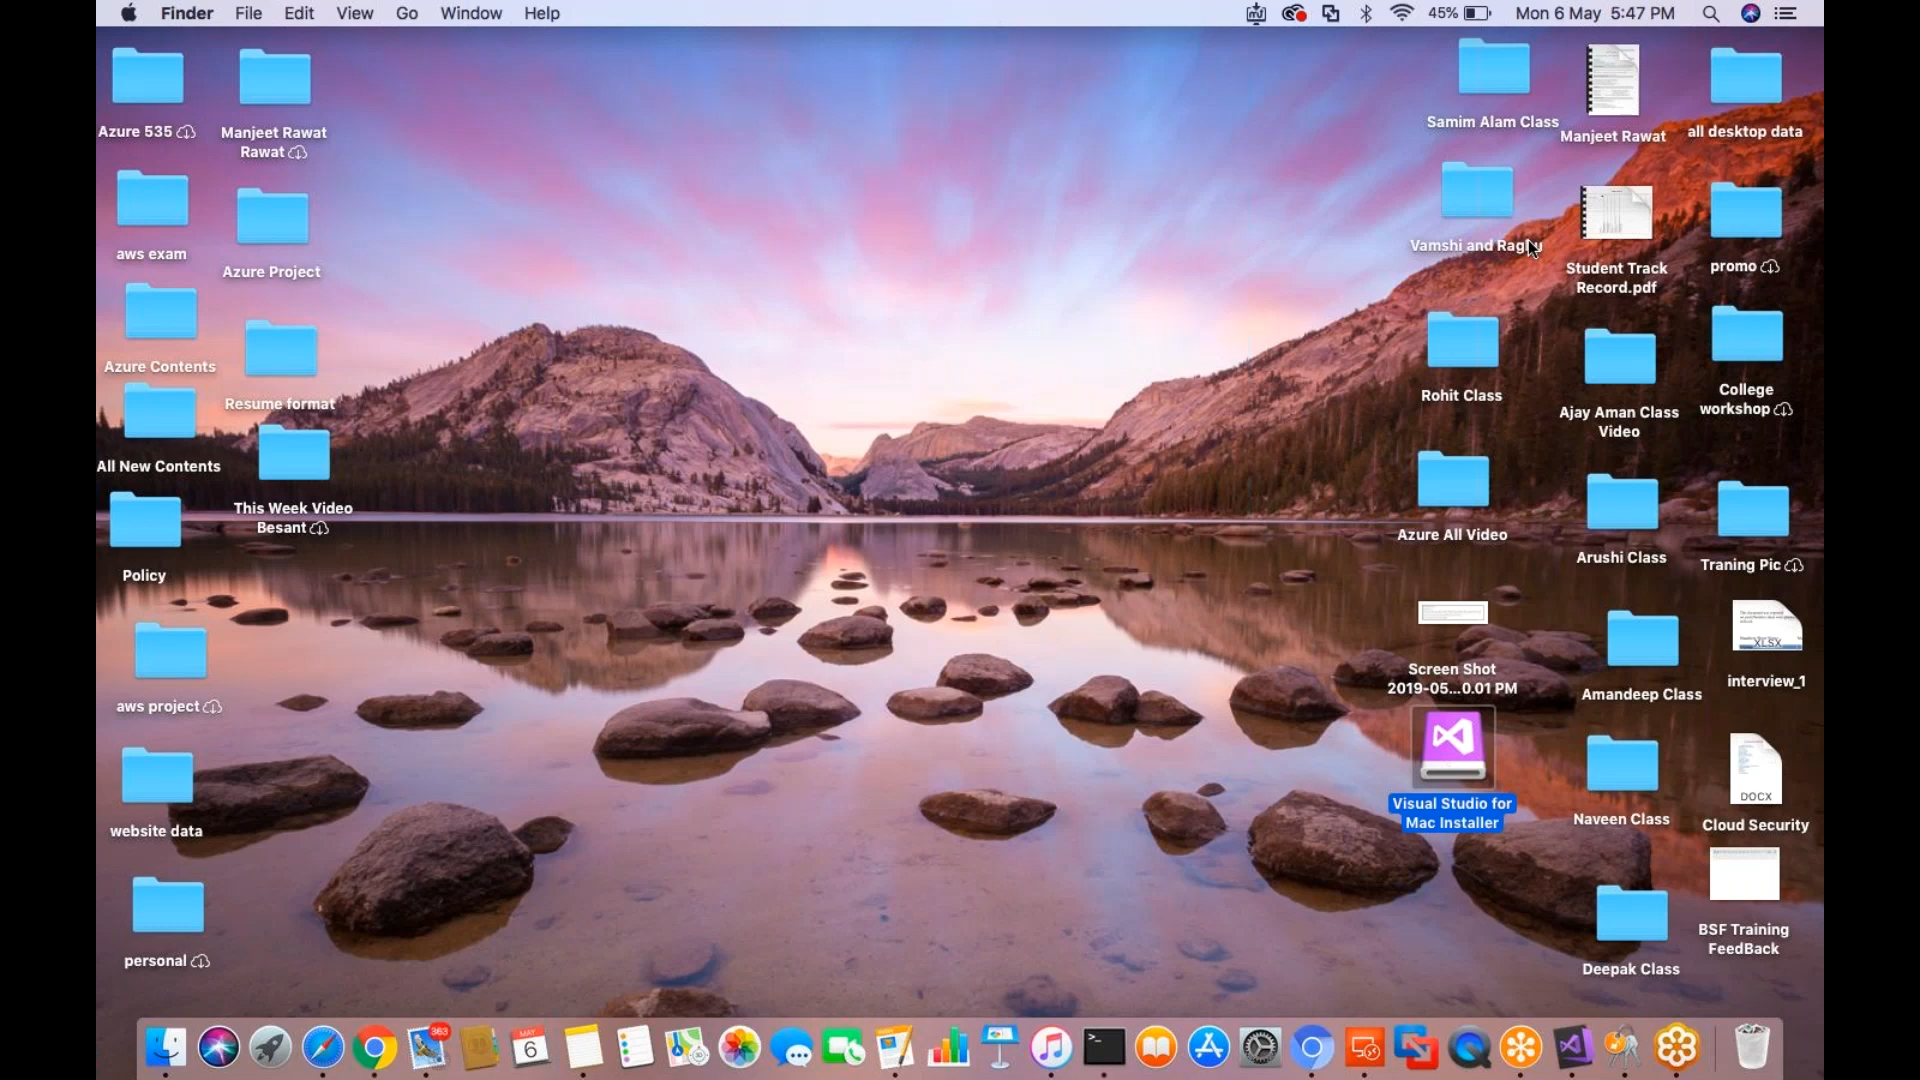 Finder File Edit View Go Window Help
45% Mon 6 May 5:47 PM
Azure 535
Manjeet Rawat
Rawat
aws exam
Azure Project
Azure Contents
Resume format
All New Contents
This Week Video
Besant
Policy
aws project
website data
personal
Samim Alam Class
Manjeet Rawat
all desktop data
Vamshi and
Student Track
Record.pdf
promo
Rohit Class
Ajay Aman Class
Video
College
workshop
Azure All Video
Arushi Class
Traning Pic
Screen Shot
2019-05...0.01 PM
Amandeep Class
XLSX
interview_1
Visual Studio for
Mac Installer
Naveen Class
DOCX
Cloud Security
Deepak Class
BSF Training
FeedBack
363
MAY
6